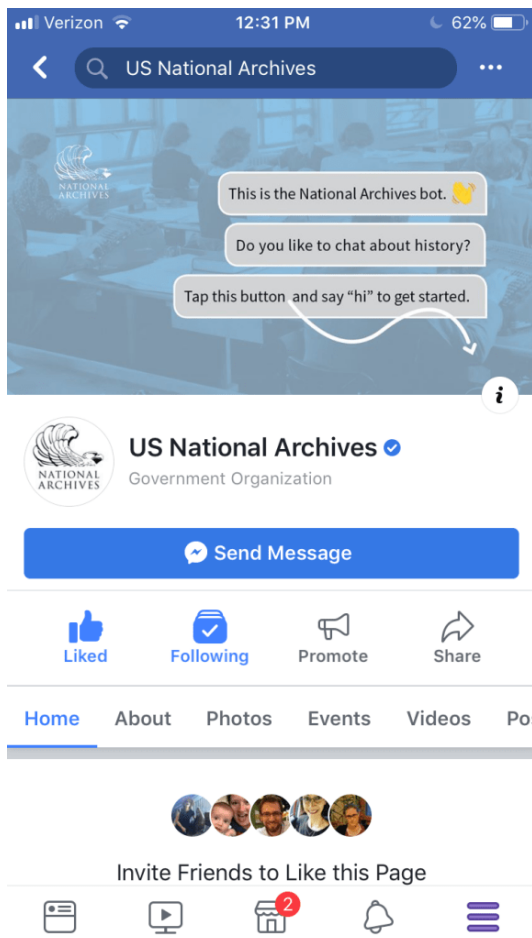 Verizon 12:31 PM 62%
US National Archives
NATIONAL
ARCHIVES
This is the National Archives bot. 👋
Do you like to chat about history?
Tap this button and say “hi” to get started.
i
NATIONAL
ARCHIVES
US National Archives
Government Organization
Send Message
Liked Following Promote Share
Home About Photos Events Videos Po
Invite Friends to Like this Page
2